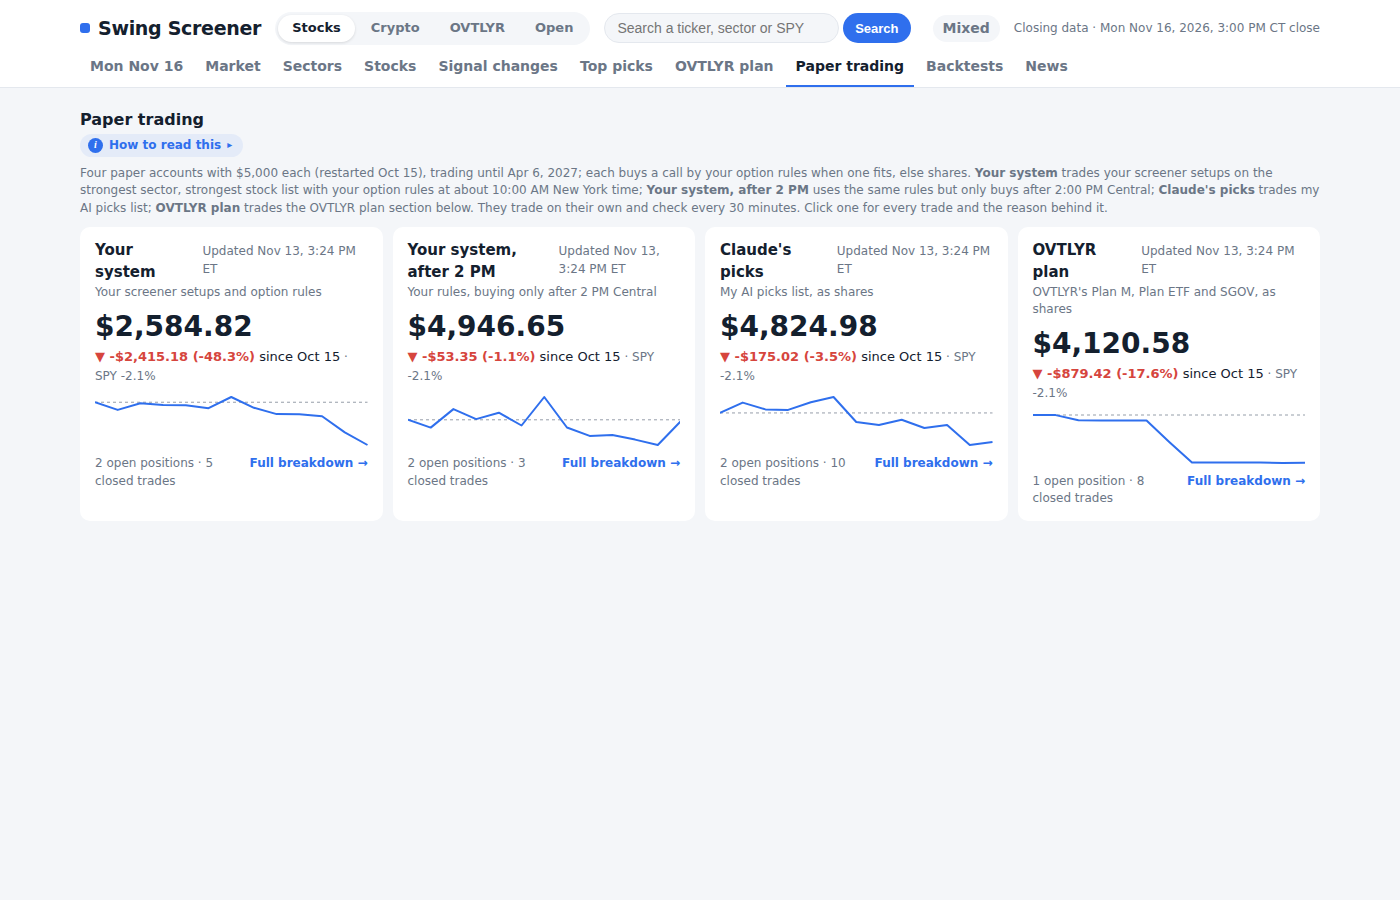 Swing Screener
Stocks Crypto OVTLYR Open
Search a ticker, sector or SPY
Search
Mixed
Closing data · Mon Nov 16, 2026, 3:00 PM CT close
Mon Nov 16 Market Sectors Stocks Signal changes Top picks OVTLYR plan Paper trading Backtests News
Paper trading
i How to read this ▸
Four paper accounts with $5,000 each (restarted Oct 15), trading until Apr 6, 2027; each buys a call by your option rules when one fits, else shares. Your system trades your screener setups on the
strongest sector, strongest stock list with your option rules at about 10:00 AM New York time; Your system, after 2 PM uses the same rules but only buys after 2:00 PM Central; Claude's picks trades my
AI picks list; OVTLYR plan trades the OVTLYR plan section below. They trade on their own and check every 30 minutes. Click one for every trade and the reason behind it.
Your
system
Updated Nov 13, 3:24 PM
ET
Your screener setups and option rules
$2,584.82
▼ -$2,415.18 (-48.3%) since Oct 15 ·
SPY -2.1%
2 open positions · 5
closed trades
Full breakdown →
Your system,
after 2 PM
Updated Nov 13,
3:24 PM ET
Your rules, buying only after 2 PM Central
$4,946.65
▼ -$53.35 (-1.1%) since Oct 15 · SPY
-2.1%
2 open positions · 3
closed trades
Full breakdown →
Claude's
picks
Updated Nov 13, 3:24 PM
ET
My AI picks list, as shares
$4,824.98
▼ -$175.02 (-3.5%) since Oct 15 · SPY
-2.1%
2 open positions · 10
closed trades
Full breakdown →
OVTLYR
plan
Updated Nov 13, 3:24 PM
ET
OVTLYR's Plan M, Plan ETF and SGOV, as
shares
$4,120.58
▼ -$879.42 (-17.6%) since Oct 15 · SPY
-2.1%
1 open position · 8
closed trades
Full breakdown →